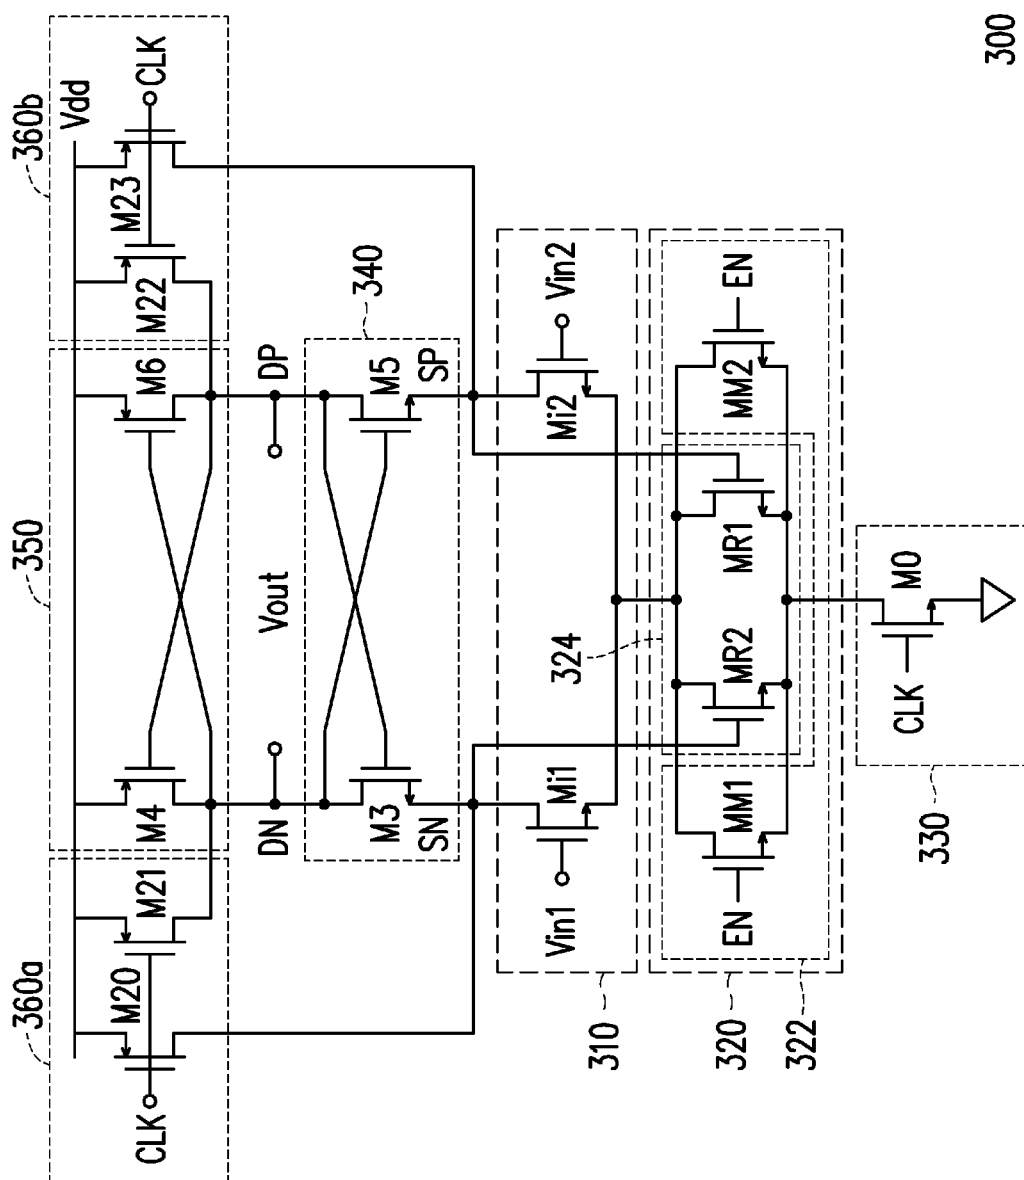 300
360a
350
360b
Vdd
CLK
M20
M21
M4
M6
M22
M23
CLK
DN
Vout
DP
340
M3
M5
SN
SP
Vin1
Mi1
Mi2
Vin2
310
324
EN
MM1
MR2
MR1
MM2
EN
320
322
CLK
M0
330